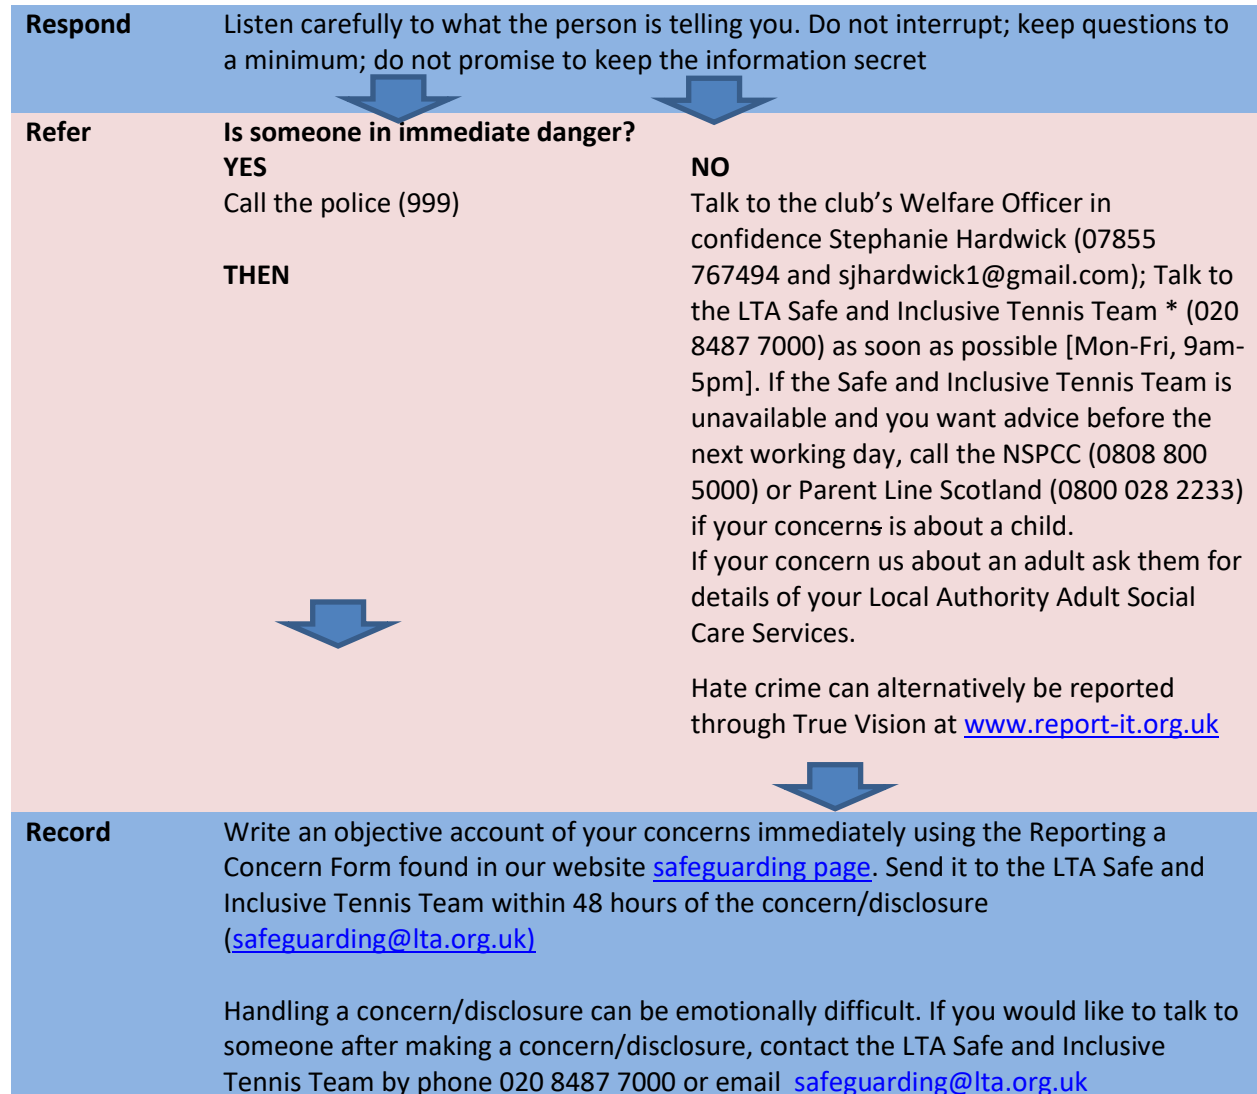 Respond
Listen carefully to what the person is telling you. Do not interrupt; keep questions to
a minimum; do not promise to keep the information secret
Refer
Is someone in immediate danger?
YES
Call the police (999)
THEN
NO
Talk to the club’s Welfare Officer in
confidence Stephanie Hardwick (07855
767494 and sjhardwick1@gmail.com); Talk to
the LTA Safe and Inclusive Tennis Team * (020
8487 7000) as soon as possible [Mon-Fri, 9am-
5pm]. If the Safe and Inclusive Tennis Team is
unavailable and you want advice before the
next working day, call the NSPCC (0808 800
5000) or Parent Line Scotland (0800 028 2233)
if your concerns is about a child.
If your concern us about an adult ask them for
details of your Local Authority Adult Social
Care Services.
Hate crime can alternatively be reported
through True Vision at www.report-it.org.uk
Record
Write an objective account of your concerns immediately using the Reporting a
Concern Form found in our website safeguarding page. Send it to the LTA Safe and
Inclusive Tennis Team within 48 hours of the concern/disclosure
(safeguarding@lta.org.uk)
Handling a concern/disclosure can be emotionally difficult. If you would like to talk to
someone after making a concern/disclosure, contact the LTA Safe and Inclusive
Tennis Team by phone 020 8487 7000 or email safeguarding@lta.org.uk